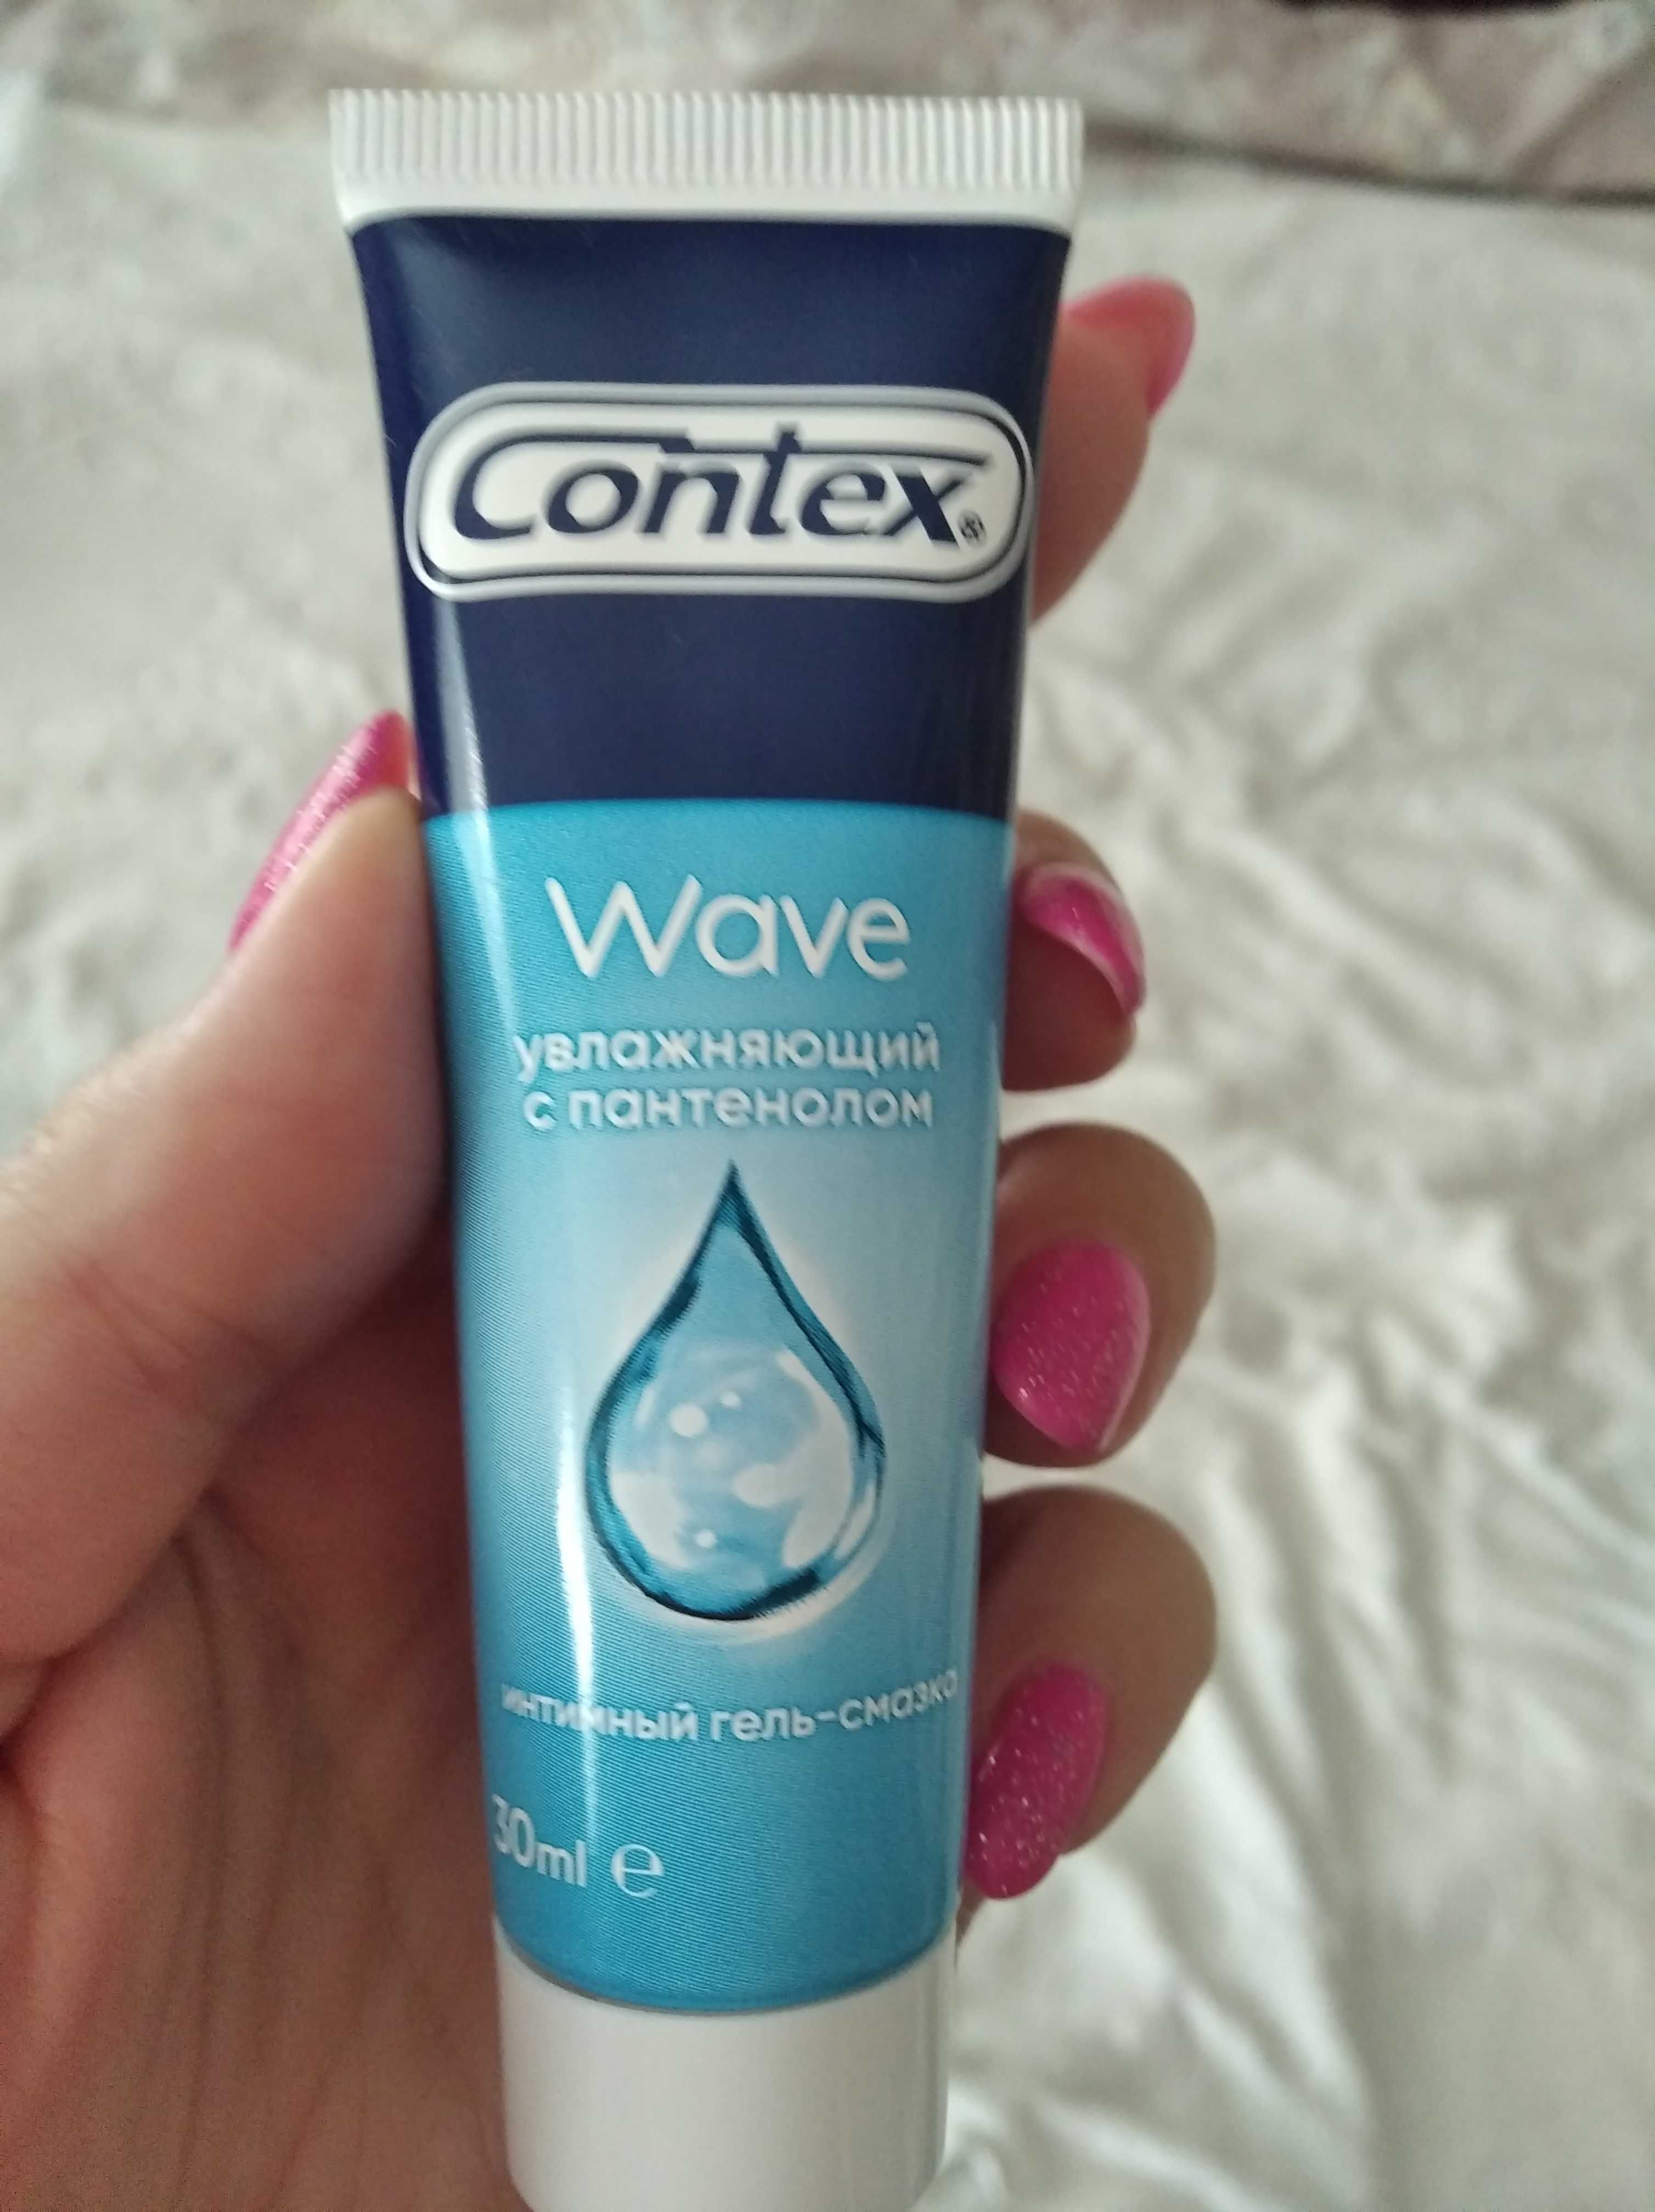 Contex®
Wave
увлажняющий
с пантенолом
интимный гель-смазка
30ml ℮